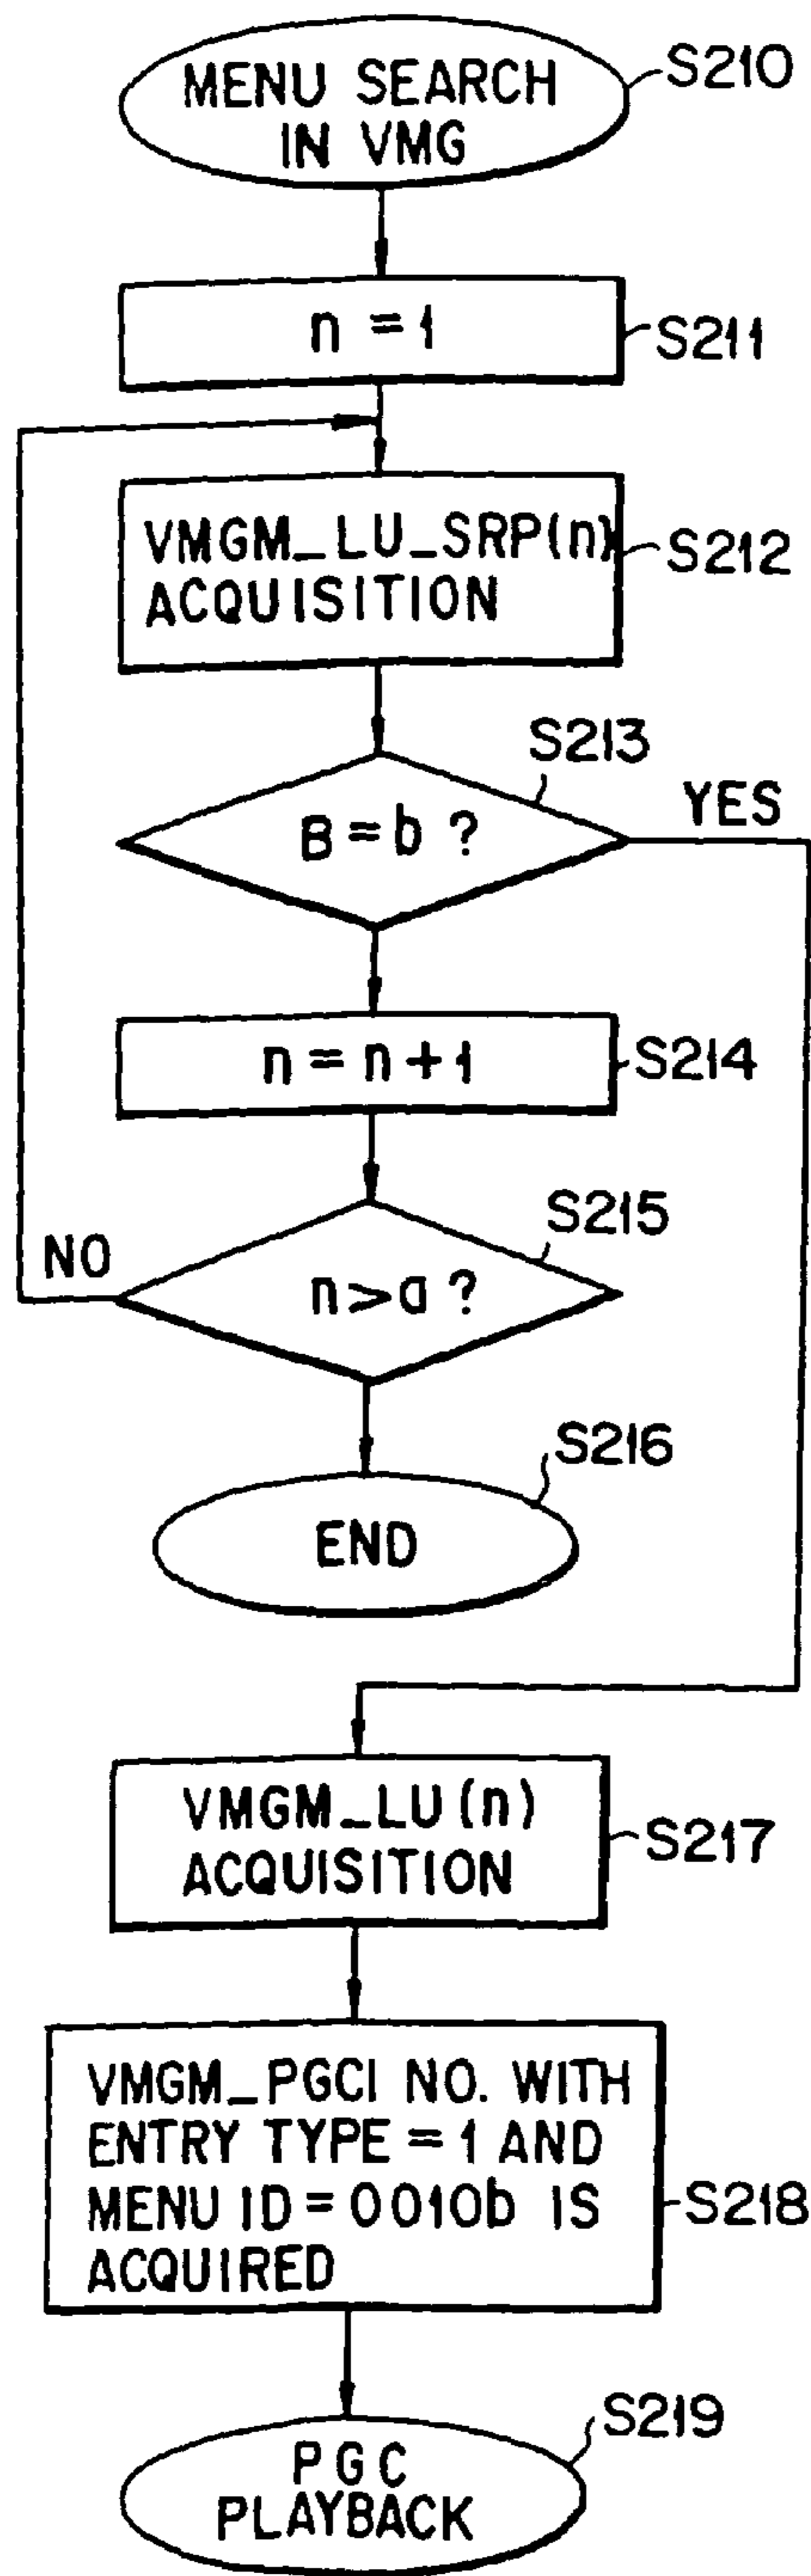 MENU SEARCH
IN VMG
S210
n = 1
S211
VMGM_LU_SRP(n)
ACQUISITION
S212
S213
B = b ?
YES
n = n + 1
S214
S215
NO
n > a ?
S216
END
VMGM_LU(n)
ACQUISITION
S217
VMGM_PGCI NO. WITH
ENTRY TYPE = 1 AND
MENU ID = 0010b IS
ACQUIRED
S218
S219
PGC
PLAYBACK